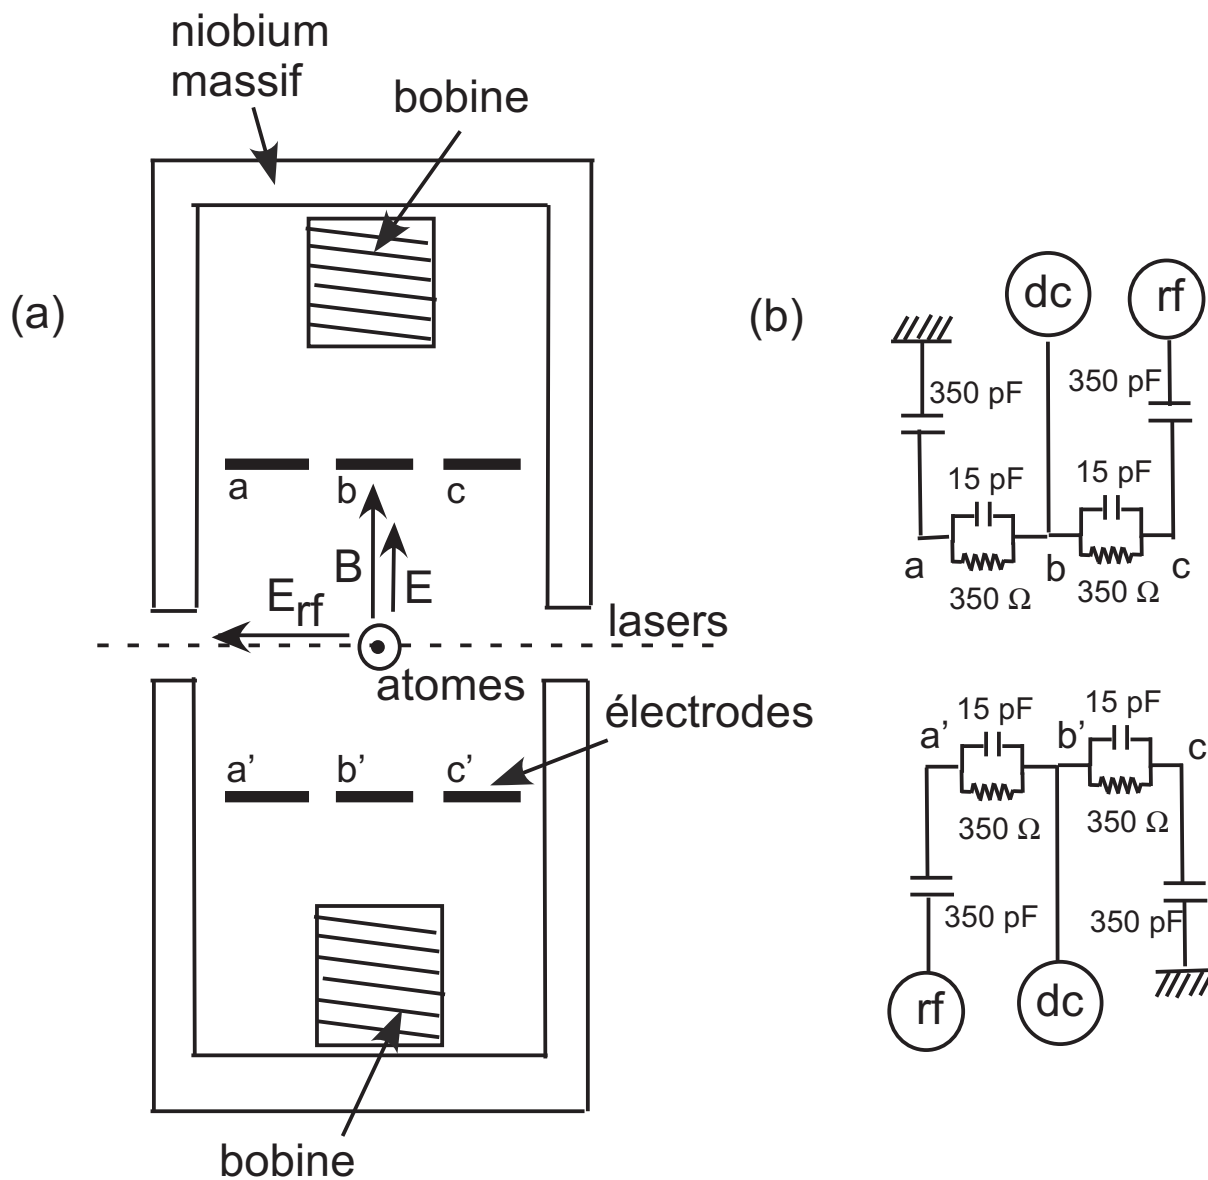 niobium
massif
bobine
(a)
a
b
c
B
E
Erf
lasers
atomes
électrodes
a’
b’
c’
bobine
(b)
dc
rf
350 pF
350 pF
15 pF
15 pF
a
b
c
350 Ω
350 Ω
15 pF
15 pF
a’
b’
c
350 Ω
350 Ω
350 pF
350 pF
rf
dc